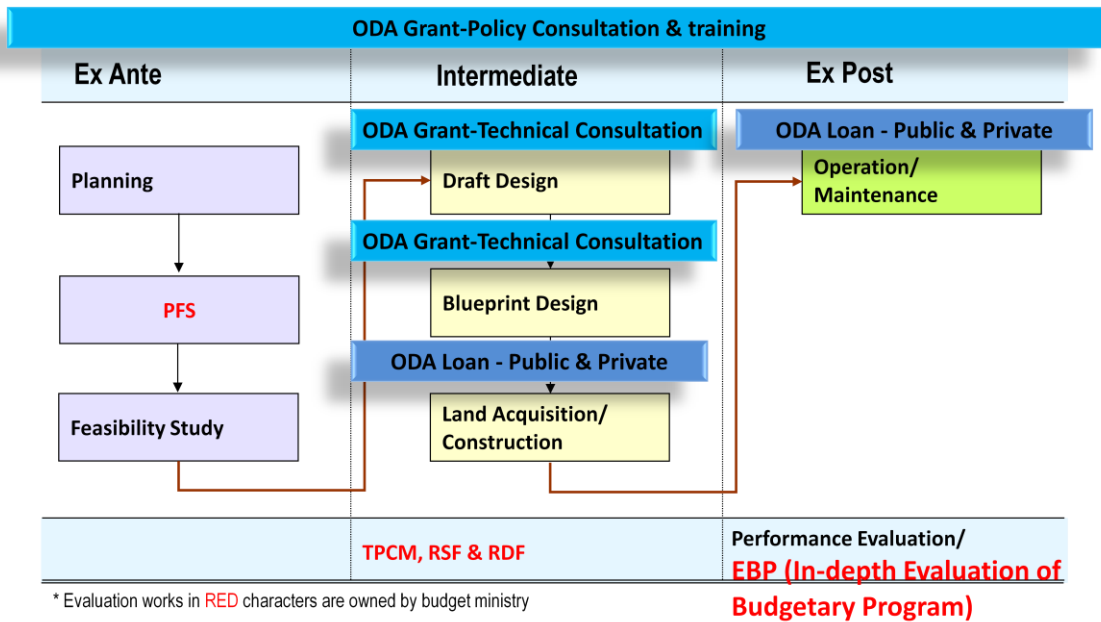 ODA Grant-Policy Consultation & training
Ex Ante
Intermediate
Ex Post
ODA Grant-Technical Consultation
ODA Loan - Public & Private
Planning
Draft Design
Operation/
Maintenance
ODA Grant-Technical Consultation
PFS
Blueprint Design
ODA Loan - Public & Private
Feasibility Study
Land Acquisition/
Construction
TPCM, RSF & RDF
Performance Evaluation/
EBP (In-depth Evaluation of
Budgetary Program)
* Evaluation works in RED characters are owned by budget ministry